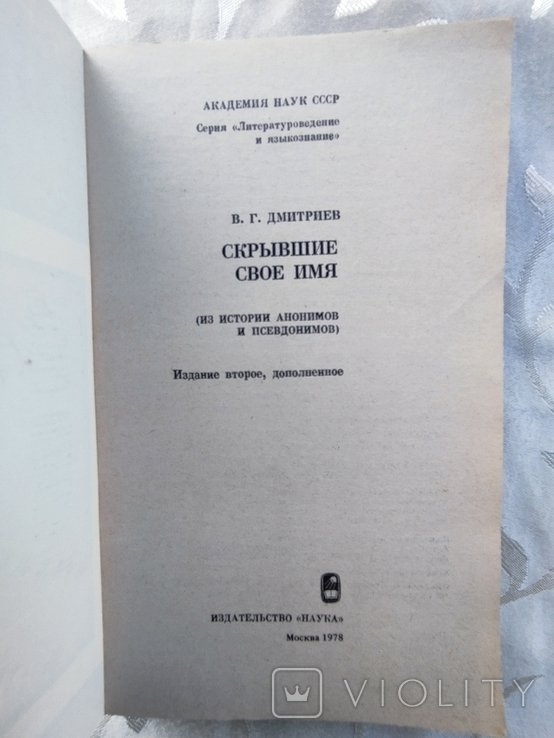 АКАДЕМИЯ НАУК СССР
Серия «Литературоведение
и языкознание»
В. Г. ДМИТРИЕВ
СКРЫВШИЕ
СВОЕ ИМЯ
(ИЗ ИСТОРИИ АНОНИМОВ
И ПСЕВДОНИМОВ)
Издание второе, дополненное
ИЗДАТЕЛЬСТВО «НАУКА»
Москва 1978
VIOLITY